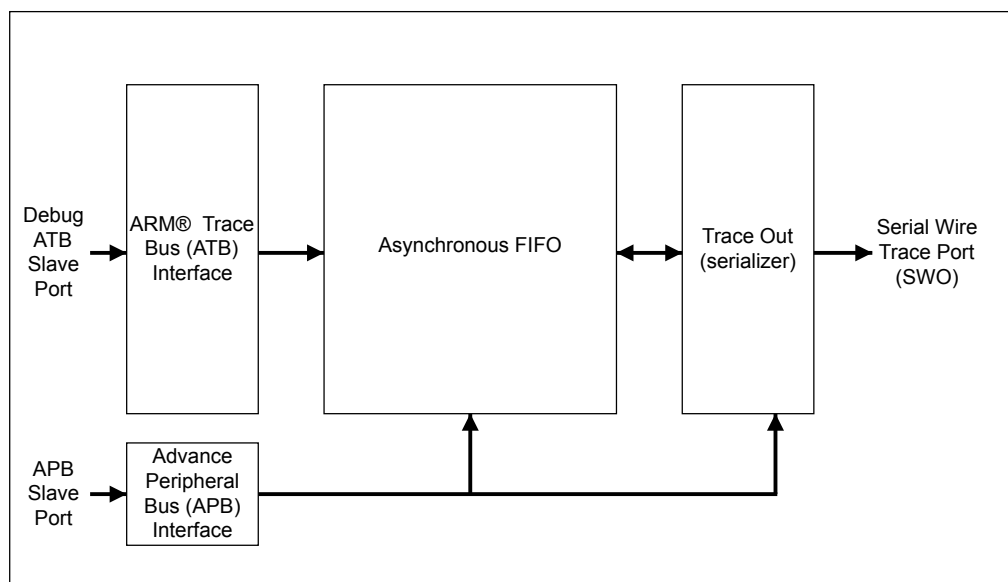 Debug
ATB
Slave
Port
ARM® Trace
Bus (ATB)
Interface
Asynchronous FIFO
Trace Out
(serializer)
Serial Wire
Trace Port
(SWO)
APB
Slave
Port
Advance
Peripheral
Bus (APB)
Interface